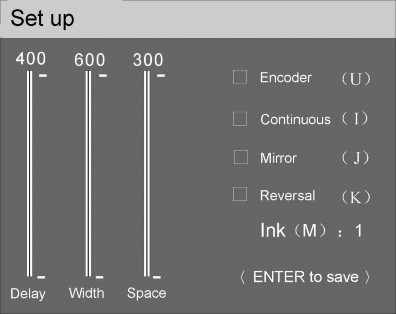 Set up
400 600 300
Encoder （U）
Continuous （I）
Mirror （J）
Reversal （K）
Ink（M）：1
〈 ENTER to save 〉
Delay Width Space